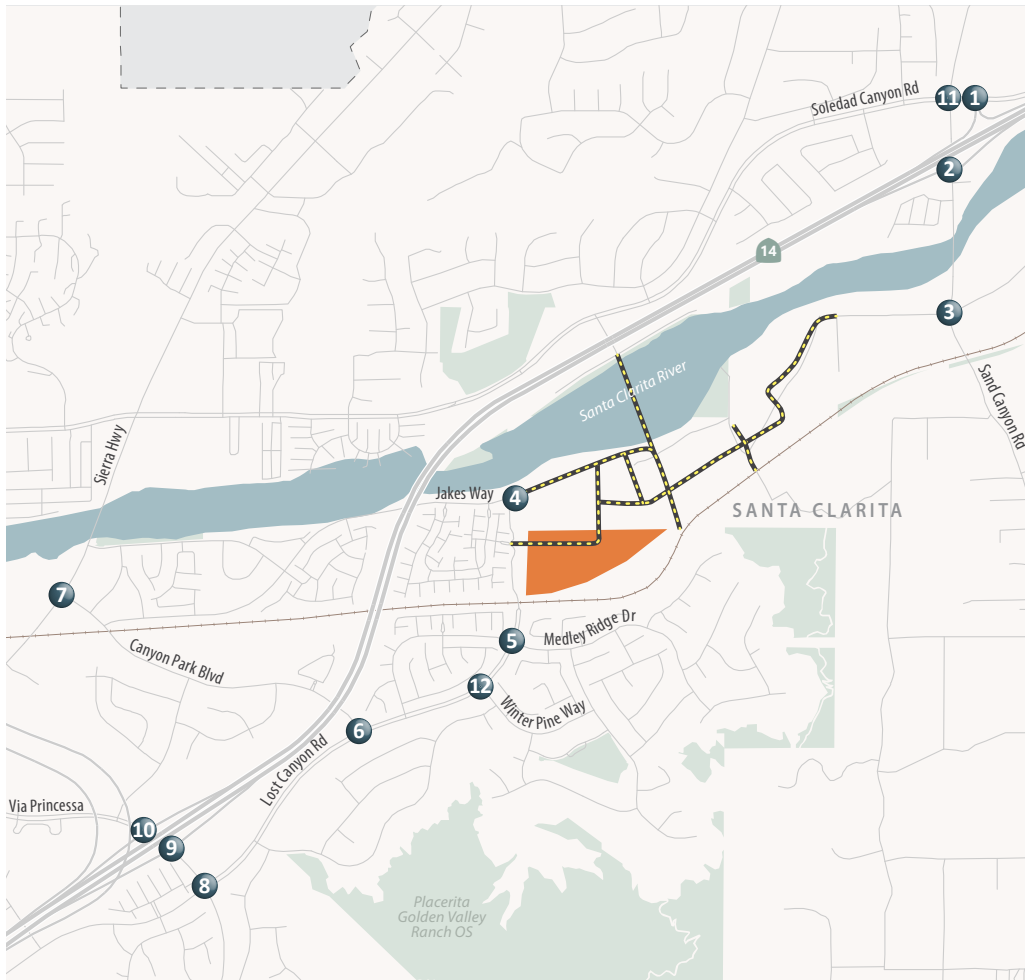 Soledad Canyon Rd
11
1
2
14
3
Santa Clarita River
Sand Canyon Rd
Sierra Hwy
Jakes Way
4
SANTA CLARITA
7
5
Medley Ridge Dr
Canyon Park Blvd
12
Winter Pine Way
6
Lost Canyon Rd
Via Princessa
10
9
8
Placerita
Golden Valley
Ranch OS